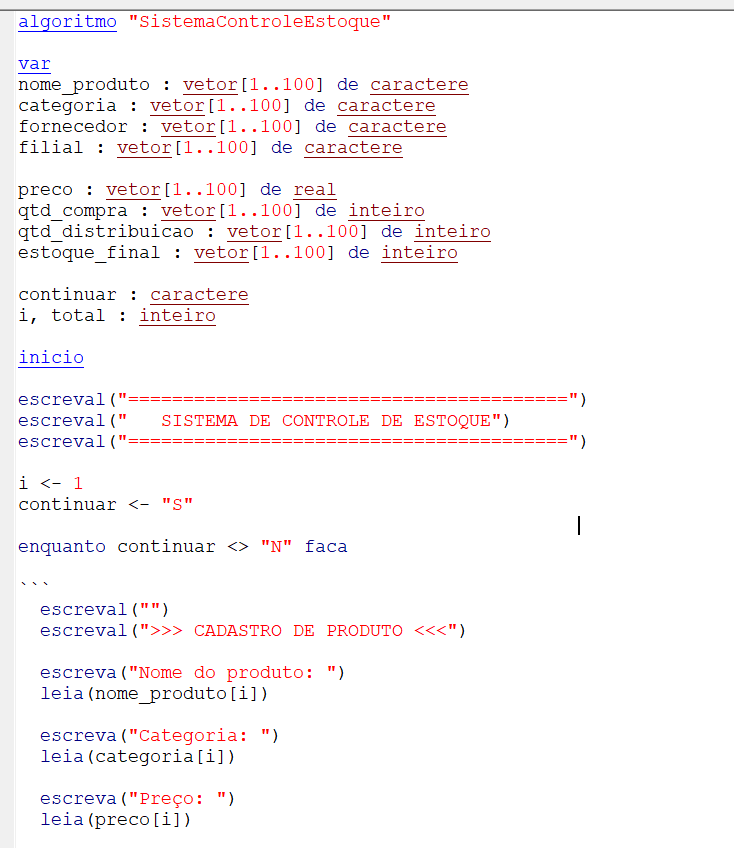 algoritmo "SistemaControleEstoque"
var
nome_produto : vetor[1..100] de caractere
categoria : vetor[1..100] de caractere
fornecedor : vetor[1..100] de caractere
filial : vetor[1..100] de caractere
preco : vetor[1..100] de real
qtd_compra : vetor[1..100] de inteiro
qtd_distribuicao : vetor[1..100] de inteiro
estoque_final : vetor[1..100] de inteiro
continuar : caractere
i, total : inteiro
inicio
escreval("========================================")
escreval("   SISTEMA DE CONTROLE DE ESTOQUE")
escreval("========================================")
i <- 1
continuar <- "S"
enquanto continuar <> "N" faca
```
  escreval("")
  escreval(">>> CADASTRO DE PRODUTO <<<")
  escreva("Nome do produto: ")
  leia(nome_produto[i])
  escreva("Categoria: ")
  leia(categoria[i])
  escreva("Preço: ")
  leia(preco[i])